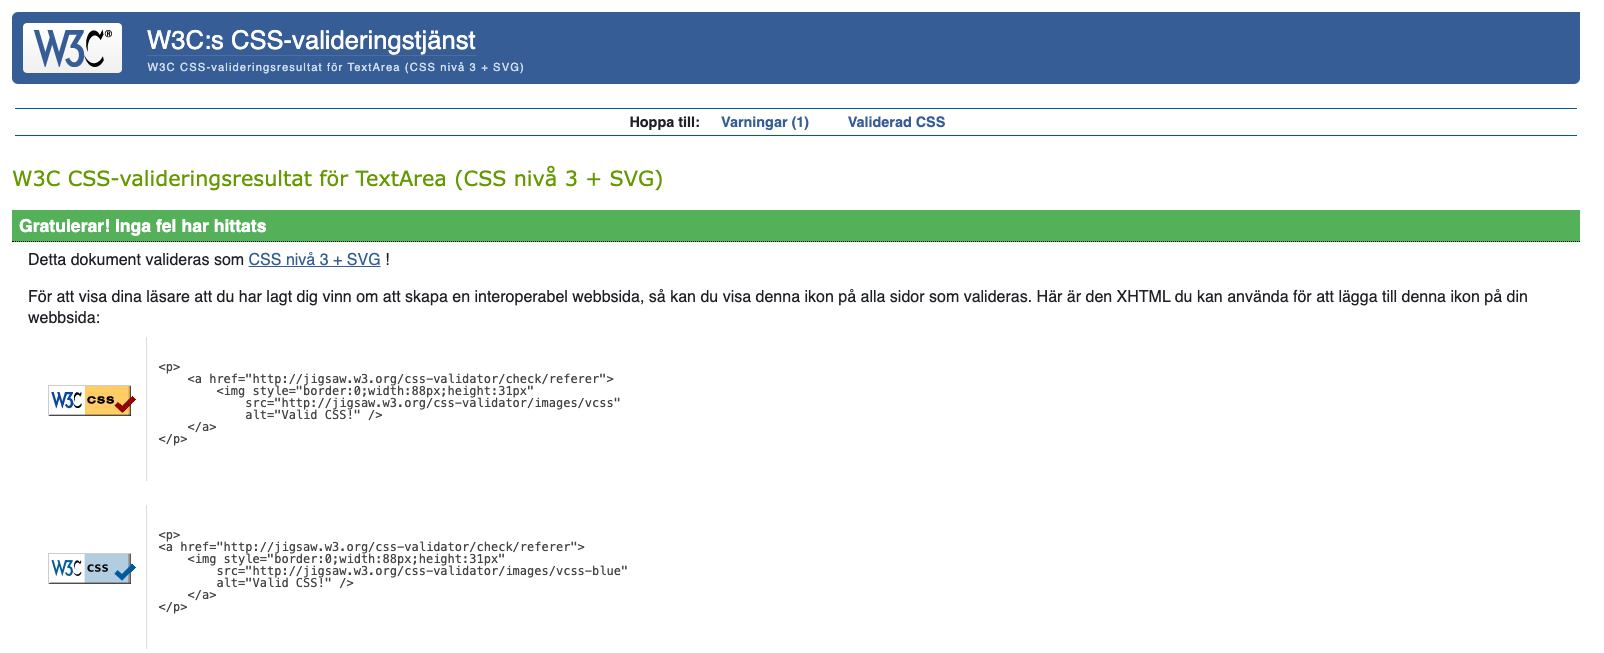 W3C® W3C:s CSS-valideringstjänst
W3C CSS-valideringsresultat för TextArea (CSS nivå 3 + SVG)
Hoppa till: Varningar (1) Validerad CSS
W3C CSS-valideringsresultat för TextArea (CSS nivå 3 + SVG)
Gratulerar! Inga fel har hittats
Detta dokument valideras som CSS nivå 3 + SVG !
För att visa dina läsare att du har lagt dig vinn om att skapa en interoperabel webbsida, så kan du visa denna ikon på alla sidor som valideras. Här är den XHTML du kan använda för att lägga till denna ikon på din
webbsida:
W3C css
<p>
<a href="http://jigsaw.w3.org/css-validator/check/referer">
<img style="border:0;width:88px;height:31px"
src="http://jigsaw.w3.org/css-validator/images/vcss"
alt="Valid CSS!" />
</a>
</p>
W3C css
<p>
<a href="http://jigsaw.w3.org/css-validator/check/referer">
<img style="border:0;width:88px;height:31px"
src="http://jigsaw.w3.org/css-validator/images/vcss-blue"
alt="Valid CSS!" />
</a>
</p>